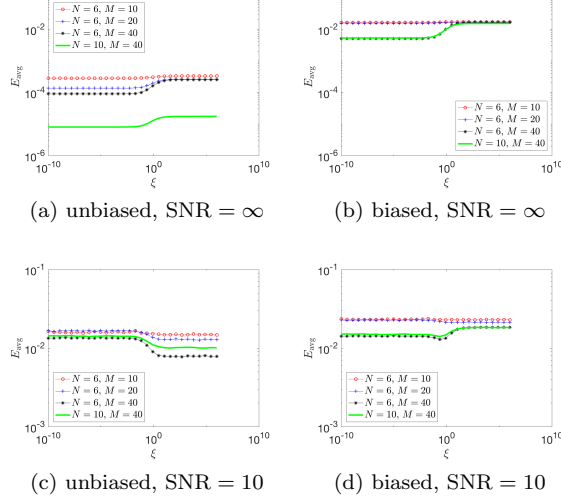 N = 6, M = 10
N = 6, M = 20
N = 6, M = 40
N = 10, M = 40
10^-2
10^-4
10^-6
E_avg
10^-10
10^0
10^10
ξ
(a) unbiased, SNR = ∞
10^-2
10^-4
10^-6
E_avg
N = 6, M = 10
N = 6, M = 20
N = 6, M = 40
N = 10, M = 40
10^-10
10^0
10^10
ξ
(b) biased, SNR = ∞
10^-1
10^-2
10^-3
E_avg
N = 6, M = 10
N = 6, M = 20
N = 6, M = 40
N = 10, M = 40
10^-10
10^0
10^10
ξ
(c) unbiased, SNR = 10
10^-1
10^-2
10^-3
E_avg
N = 6, M = 10
N = 6, M = 20
N = 6, M = 40
N = 10, M = 40
10^-10
10^0
10^10
ξ
(d) biased, SNR = 10